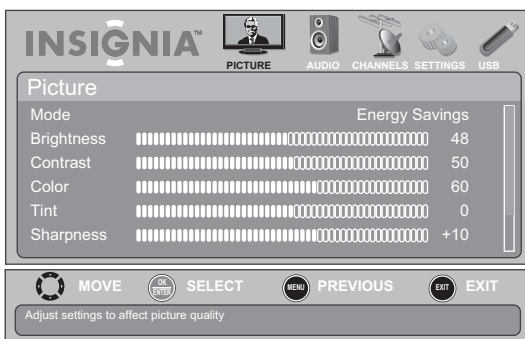 INSIGNIA™
PICTURE AUDIO CHANNELS SETTINGS USB
Picture
Mode Energy Savings
Brightness 48
Contrast 50
Color 60
Tint 0
Sharpness +10
MOVE OK ENTER SELECT MENU PREVIOUS EXIT EXIT
Adjust settings to affect picture quality